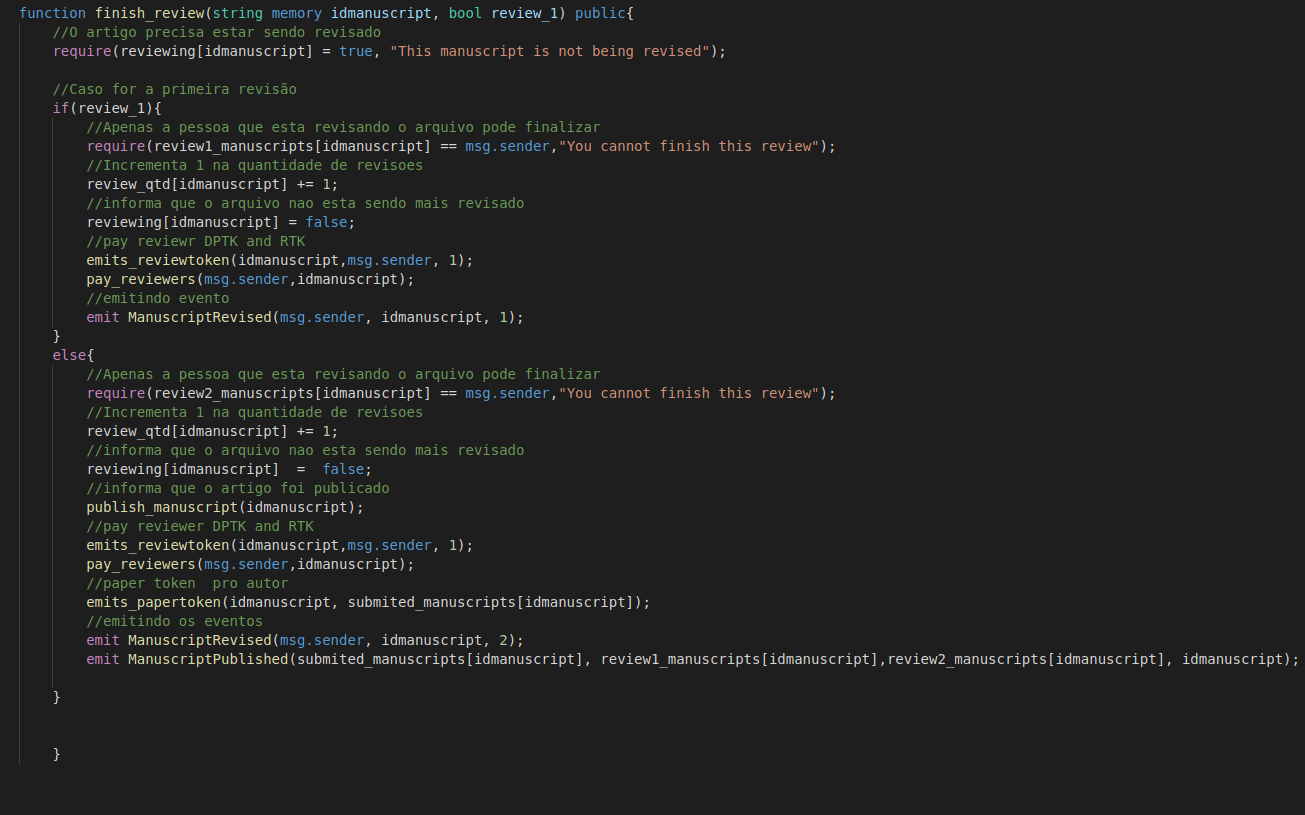 function finish_review(string memory idmanuscript, bool review_1) public{
//O artigo precisa estar sendo revisado
require(reviewing[idmanuscript] = true, "This manuscript is not being revised");
//Caso for a primeira revisão
if(review_1){
//Apenas a pessoa que esta revisando o arquivo pode finalizar
require(review1_manuscripts[idmanuscript] == msg.sender,"You cannot finish this review");
//Incrementa 1 na quantidade de revisoes
review_qtd[idmanuscript] += 1;
//informa que o arquivo nao esta sendo mais revisado
reviewing[idmanuscript] = false;
//pay reviewr DPTK and RTK
emits_reviewtoken(idmanuscript,msg.sender, 1);
pay_reviewers(msg.sender,idmanuscript);
//emitindo evento
emit ManuscriptRevised(msg.sender, idmanuscript, 1);
}
else{
//Apenas a pessoa que esta revisando o arquivo pode finalizar
require(review2_manuscripts[idmanuscript] == msg.sender,"You cannot finish this review");
//Incrementa 1 na quantidade de revisoes
review_qtd[idmanuscript] += 1;
//informa que o arquivo nao esta sendo mais revisado
reviewing[idmanuscript]  =  false;
//informa que o artigo foi publicado
publish_manuscript(idmanuscript);
//pay reviewer DPTK and RTK
emits_reviewtoken(idmanuscript,msg.sender, 1);
pay_reviewers(msg.sender,idmanuscript);
//paper token  pro autor
emits_papertoken(idmanuscript, submited_manuscripts[idmanuscript]);
//emitindo os eventos
emit ManuscriptRevised(msg.sender, idmanuscript, 2);
emit ManuscriptPublished(submited_manuscripts[idmanuscript], review1_manuscripts[idmanuscript],review2_manuscripts[idmanuscript], idmanuscript);
}
}